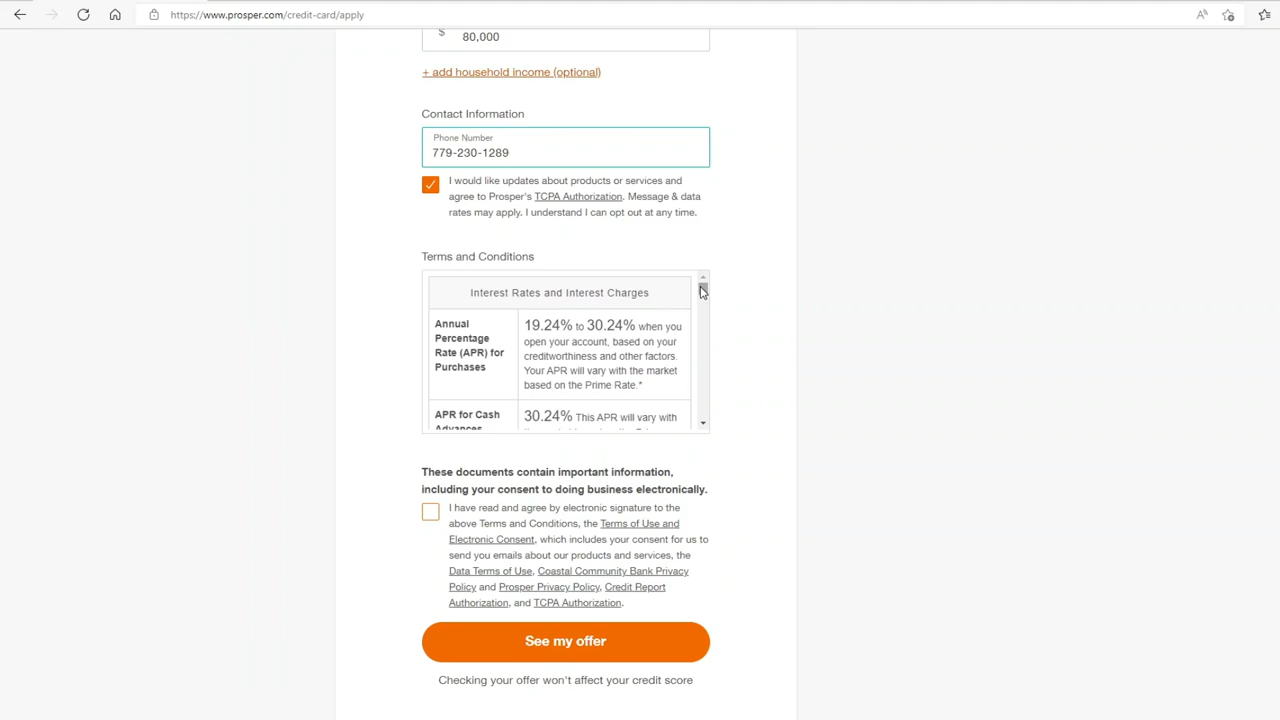 https://www.prosper.com/credit-card/apply
$
80,000
+ add household income (optional)
Contact Information
Phone Number
779-230-1289
I would like updates about products or services and
agree to Prosper's TCPA Authorization. Message & data
rates may apply. I understand I can opt out at any time.
Terms and Conditions
Interest Rates and Interest Charges
Annual
Percentage
Rate (APR) for
Purchases
19.24% to 30.24% when you
open your account, based on your
creditworthiness and other factors.
Your APR will vary with the market
based on the Prime Rate.*
APR for Cash
Advances
30.24% This APR will vary with
These documents contain important information,
including your consent to doing business electronically.
I have read and agree by electronic signature to the
above Terms and Conditions, the Terms of Use and
Electronic Consent, which includes your consent for us to
send you emails about our products and services, the
Data Terms of Use, Coastal Community Bank Privacy
Policy and Prosper Privacy Policy, Credit Report
Authorization, and TCPA Authorization.
See my offer
Checking your offer won't affect your credit score